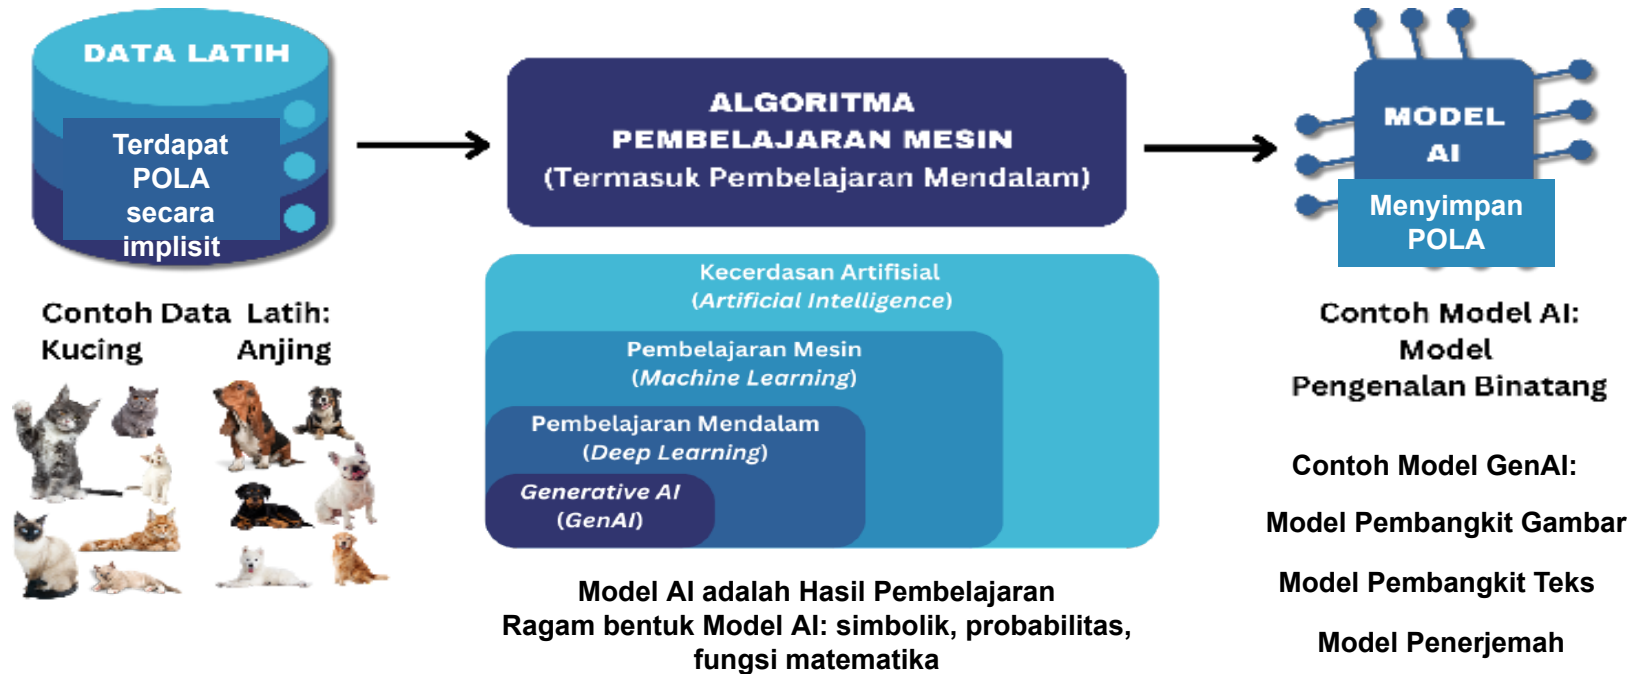 DATA LATIH
Terdapat
POLA
secara
implisit
Contoh Data Latih:
Kucing Anjing
ALGORITMA
PEMBELAJARAN MESIN
(Termasuk Pembelajaran Mendalam)
Kecerdasan Artifisial
(Artificial Intelligence)
Pembelajaran Mesin
(Machine Learning)
Pembelajaran Mendalam
(Deep Learning)
Generative AI
(GenAI)
Model AI adalah Hasil Pembelajaran
Ragam bentuk Model AI: simbolik, probabilitas,
fungsi matematika
MODEL
AI
Menyimpan
POLA
Contoh Model AI:
Model
Pengenalan Binatang
Contoh Model GenAI:
Model Pembangkit Gambar
Model Pembangkit Teks
Model Penerjemah